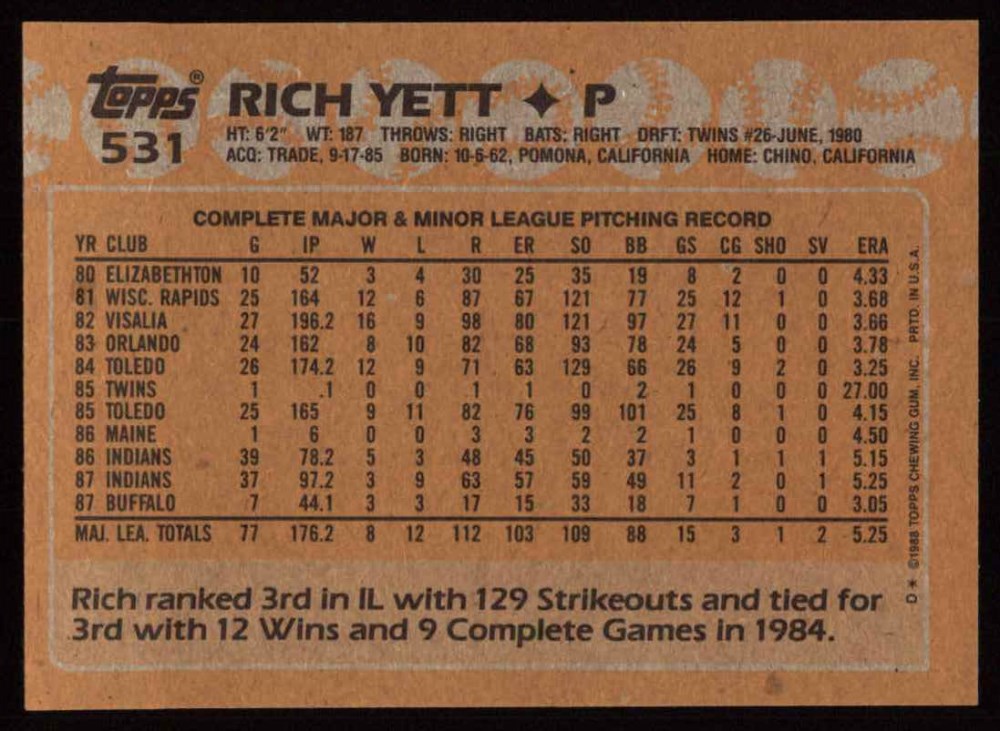 Topps® RICH YETT ✦ P
531 HT: 6'2" WT: 187 THROWS: RIGHT BATS: RIGHT DRFT: TWINS #26-JUNE, 1980
ACQ: TRADE, 9-17-85 BORN: 10-6-62, POMONA, CALIFORNIA HOME: CHINO, CALIFORNIA
COMPLETE MAJOR & MINOR LEAGUE PITCHING RECORD
YR CLUB G IP W L R ER SO BB GS CG SHO SV ERA
80 ELIZABETHTON 10 52 3 4 30 25 35 19 8 2 0 0 4.33
81 WISC. RAPIDS 25 164 12 6 87 67 121 77 25 12 1 0 3.68
82 VISALIA 27 196.2 16 9 98 80 121 97 27 11 0 0 3.66
83 ORLANDO 24 162 8 10 82 68 93 78 24 5 0 0 3.78
84 TOLEDO 26 174.2 12 9 71 63 129 66 26 9 2 0 3.25
85 TWINS 1 .1 0 0 1 1 0 2 1 0 0 0 27.00
85 TOLEDO 25 165 9 11 82 76 99 101 25 8 1 0 4.15
86 MAINE 1 6 0 0 3 3 2 2 1 0 0 0 4.50
86 INDIANS 39 78.2 5 3 48 45 50 37 3 1 1 1 5.15
87 INDIANS 37 97.2 3 9 63 57 59 49 11 2 0 1 5.25
87 BUFFALO 7 44.1 3 3 17 15 33 18 7 1 0 0 3.05
MAJ. LEA. TOTALS 77 176.2 8 12 112 103 109 88 15 3 1 2 5.25
Rich ranked 3rd in IL with 129 Strikeouts and tied for
3rd with 12 Wins and 9 Complete Games in 1984.
D* ©1988 TOPPS CHEWING GUM, INC. PRTD. IN U.S.A.